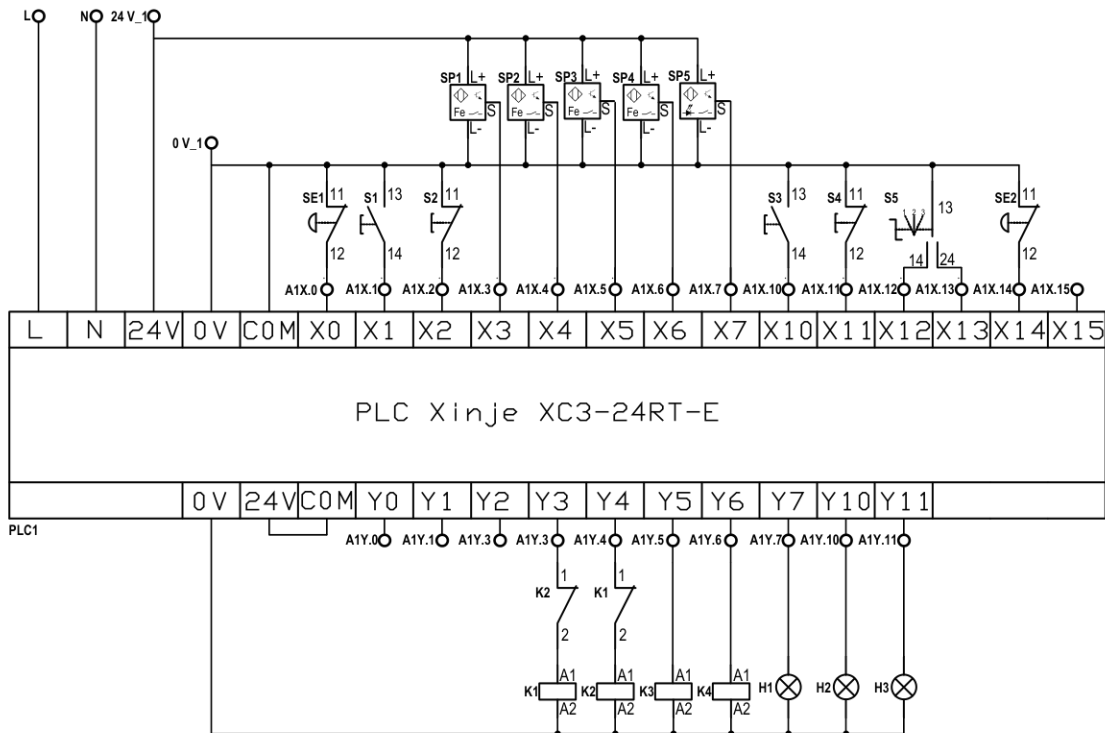 L N 24 V_1
SP1 L+ SP2 L+ SP3 L+ SP4 L+ SP5 L+
Fe S Fe S Fe S Fe S S
L- L- L- L- L-
0 V_1
SE1 11 S1 13 S2 11 S3 13 S4 11 S5 1 2 3 13 SE2 11
12 14 12 14 12 14 24 12
A1X.0 A1X.1 A1X.2 A1X.3 A1X.4 A1X.5 A1X.6 A1X.7 A1X.10 A1X.11 A1X.12 A1X.13 A1X.14 A1X.15
L N 24V 0V COM X0 X1 X2 X3 X4 X5 X6 X7 X10 X11 X12 X13 X14 X15
PLC Xinje XC3-24RT-E
0V 24V COM Y0 Y1 Y2 Y3 Y4 Y5 Y6 Y7 Y10 Y11
PLC1
A1Y.0 A1Y.1 A1Y.3 A1Y.3 A1Y.4 A1Y.5 A1Y.6 A1Y.7 A1Y.10 A1Y.11
K2 1 K1 1
2 2
K1 A1 K2 A1 K3 A1 K4 A1 H1 H2 H3
A2 A2 A2 A2